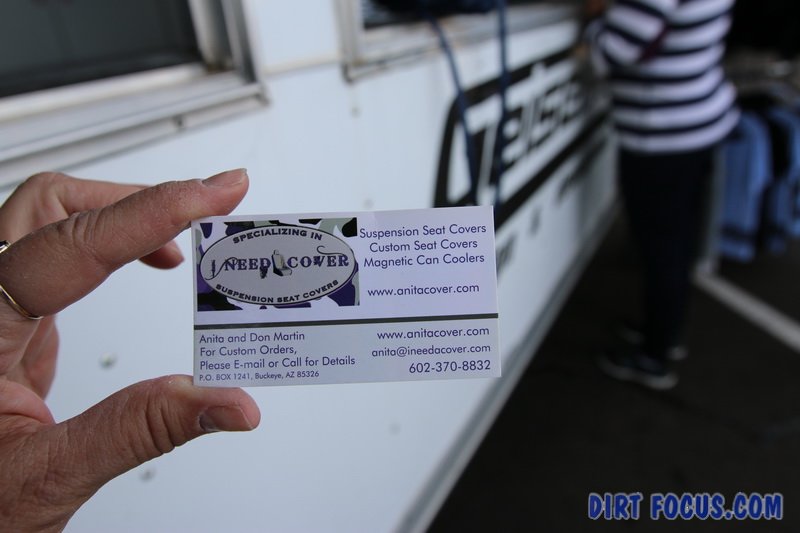 SPECIALIZING IN
I NEED A COVER
SUSPENSION SEAT COVERS
Suspension Seat Covers
Custom Seat Covers
Magnetic Can Coolers
www.anitacover.com
Anita and Don Martin
For Custom Orders,
Please E-mail or Call for Details
P.O. BOX 1241, Buckeye, AZ 85326
www.anitacover.com
anita@ineedacover.com
602-370-8832
DIRT FOCUS.COM